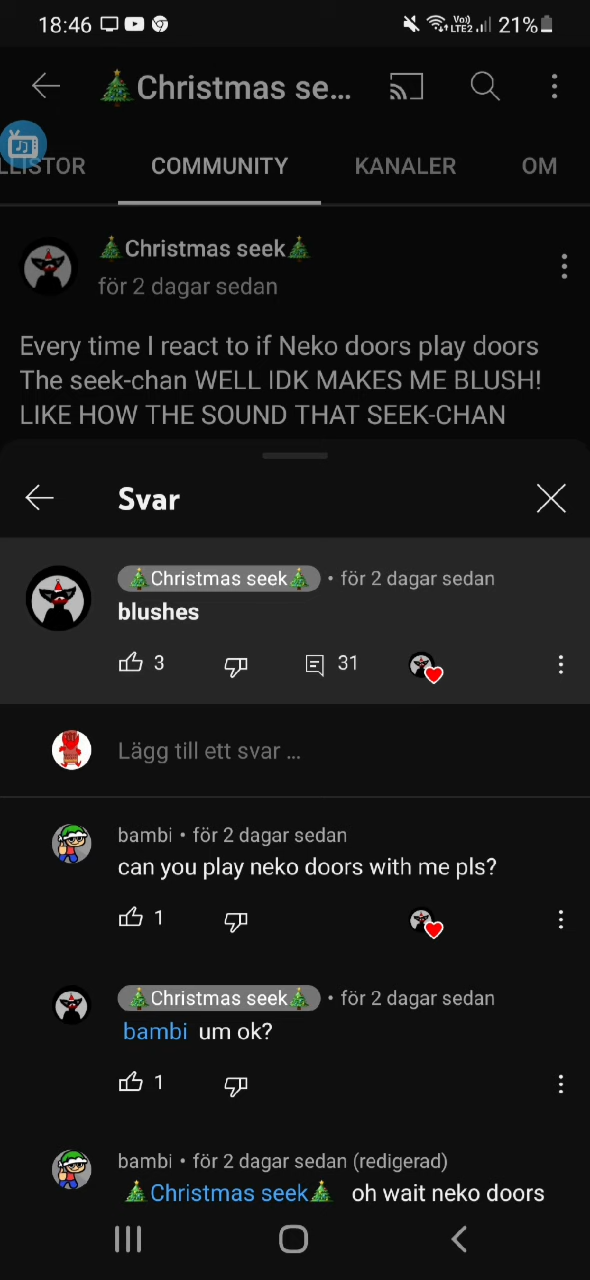 18:46
Vo)) LTE2 21%
🎄Christmas se...
LLISTOR COMMUNITY KANALER OM
🎄Christmas seek🎄
för 2 dagar sedan
Every time I react to if Neko doors play doors
The seek-chan WELL IDK MAKES ME BLUSH!
LIKE HOW THE SOUND THAT SEEK-CHAN
Svar
🎄Christmas seek🎄 • för 2 dagar sedan
blushes
3 31
Lägg till ett svar ...
bambi • för 2 dagar sedan
can you play neko doors with me pls?
1
🎄Christmas seek🎄 • för 2 dagar sedan
bambi um ok?
1
bambi • för 2 dagar sedan (redigerad)
🎄Christmas seek🎄 oh wait neko doors